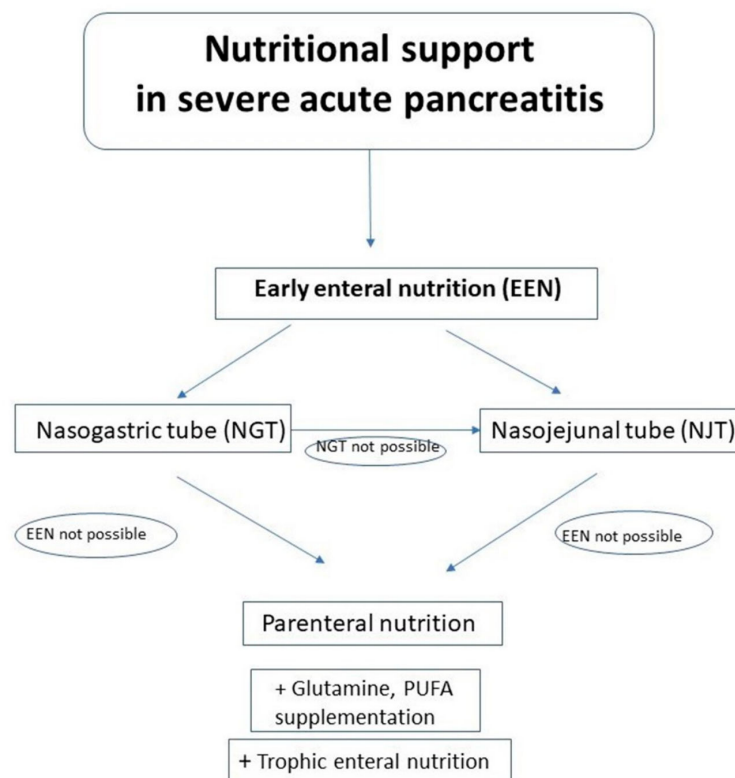 Nutritional support
in severe acute pancreatitis
Early enteral nutrition (EEN)
Nasogastric tube (NGT)
NGT not possible
Nasojejunal tube (NJT)
EEN not possible
EEN not possible
Parenteral nutrition
+ Glutamine, PUFA
supplementation
+ Trophic enteral nutrition